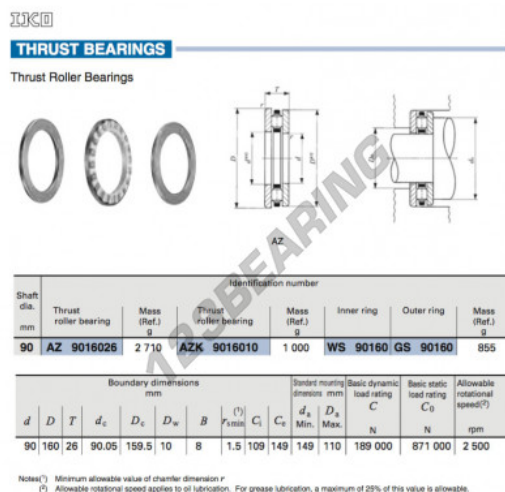 IKO
THRUST BEARINGS
Thrust Roller Bearings
T
r
r
D
d
Da
da
AZ
123BEARING
Identification number
Shaft dia. mm | Thrust roller bearing | Mass (Ref.) g | Thrust roller bearing | Mass (Ref.) g | Inner ring | Outer ring | Mass (Ref.) g
90 AZ 9016026 2 710 AZK 9016010 1 000 WS 90160 GS 90160 855
Boundary dimensions mm | Standard mounting dimensions mm | Basic dynamic load rating C N | Basic static load rating C0 N | Allowable rotational speed(2) rpm
d D T dc Dc Dw B rs min(1) Ci Ce da Min. Da Max.
90 160 26 90.05 159.5 10 8 1.5 109 149 149 110 189 000 871 000 2 500
Notes(1) Minimum allowable value of chamfer dimension r
(2) Allowable rotational speed applies to oil lubrication. For grease lubrication, a maximum of 25% of this value is allowable.